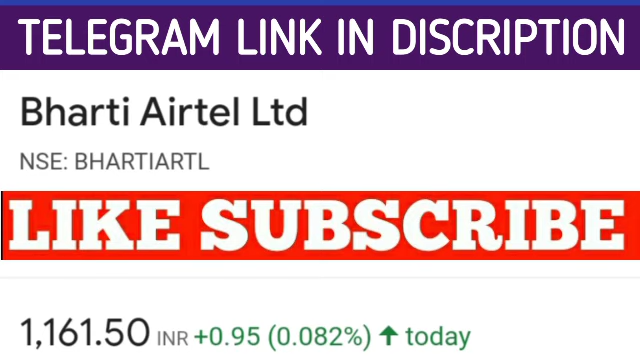 TELEGRAM LINK IN DISCRIPTION
Bharti Airtel Ltd
NSE: BHARTIARTL
LIKE SUBSCRIBE
1,161.50 INR +0.95 (0.082%) ↑ today